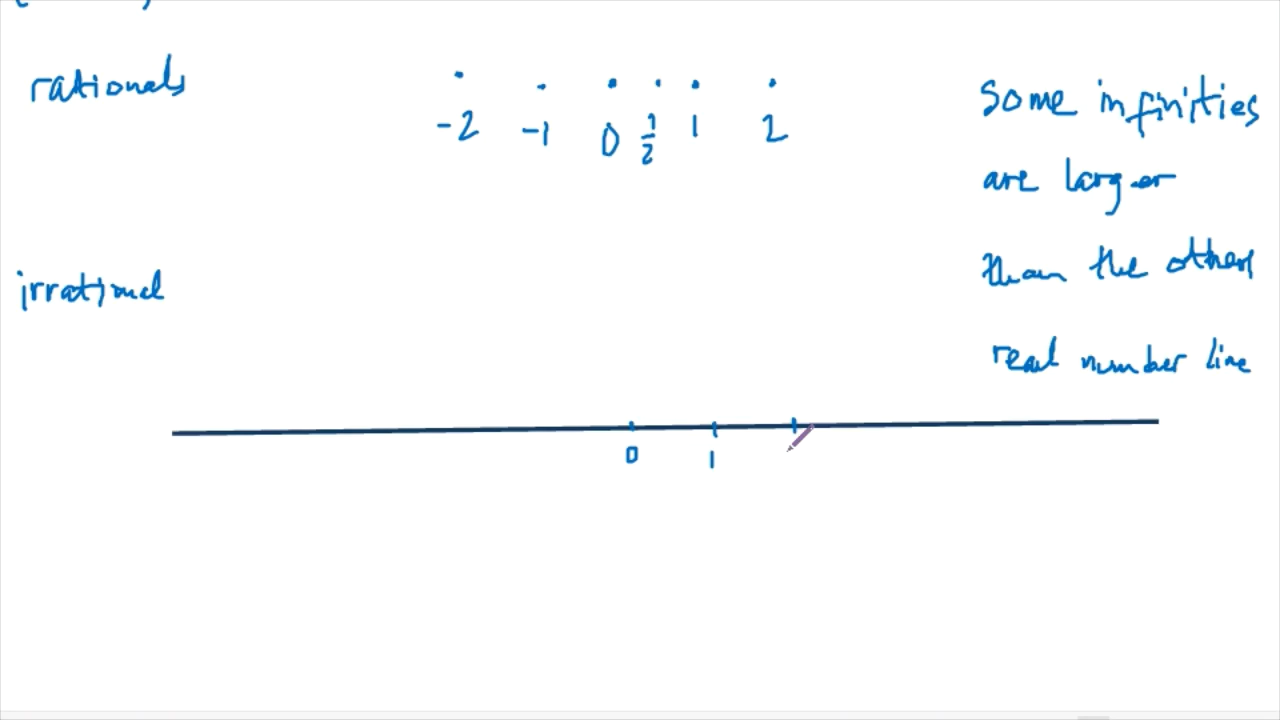 rationals
-2 -1 0 1/2 1 2
Some infinities
are larger
than the others
irrational
real number line
0 1